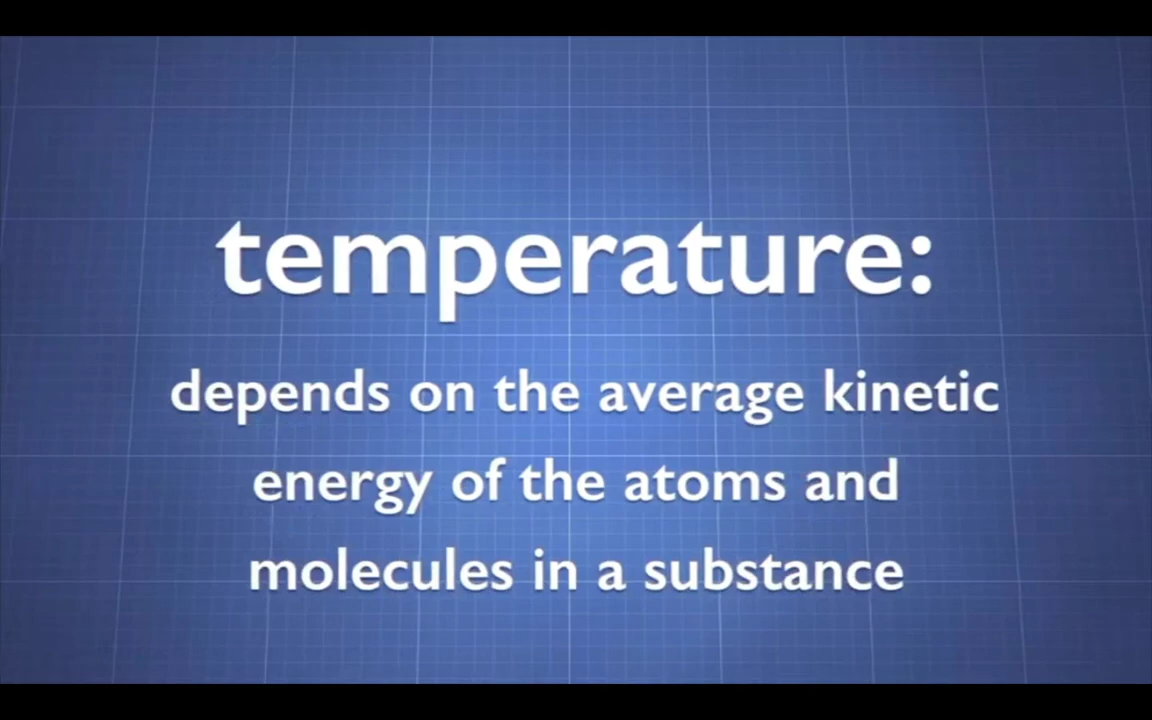 temperature:
depends on the average kinetic
energy of the atoms and
molecules in a substance